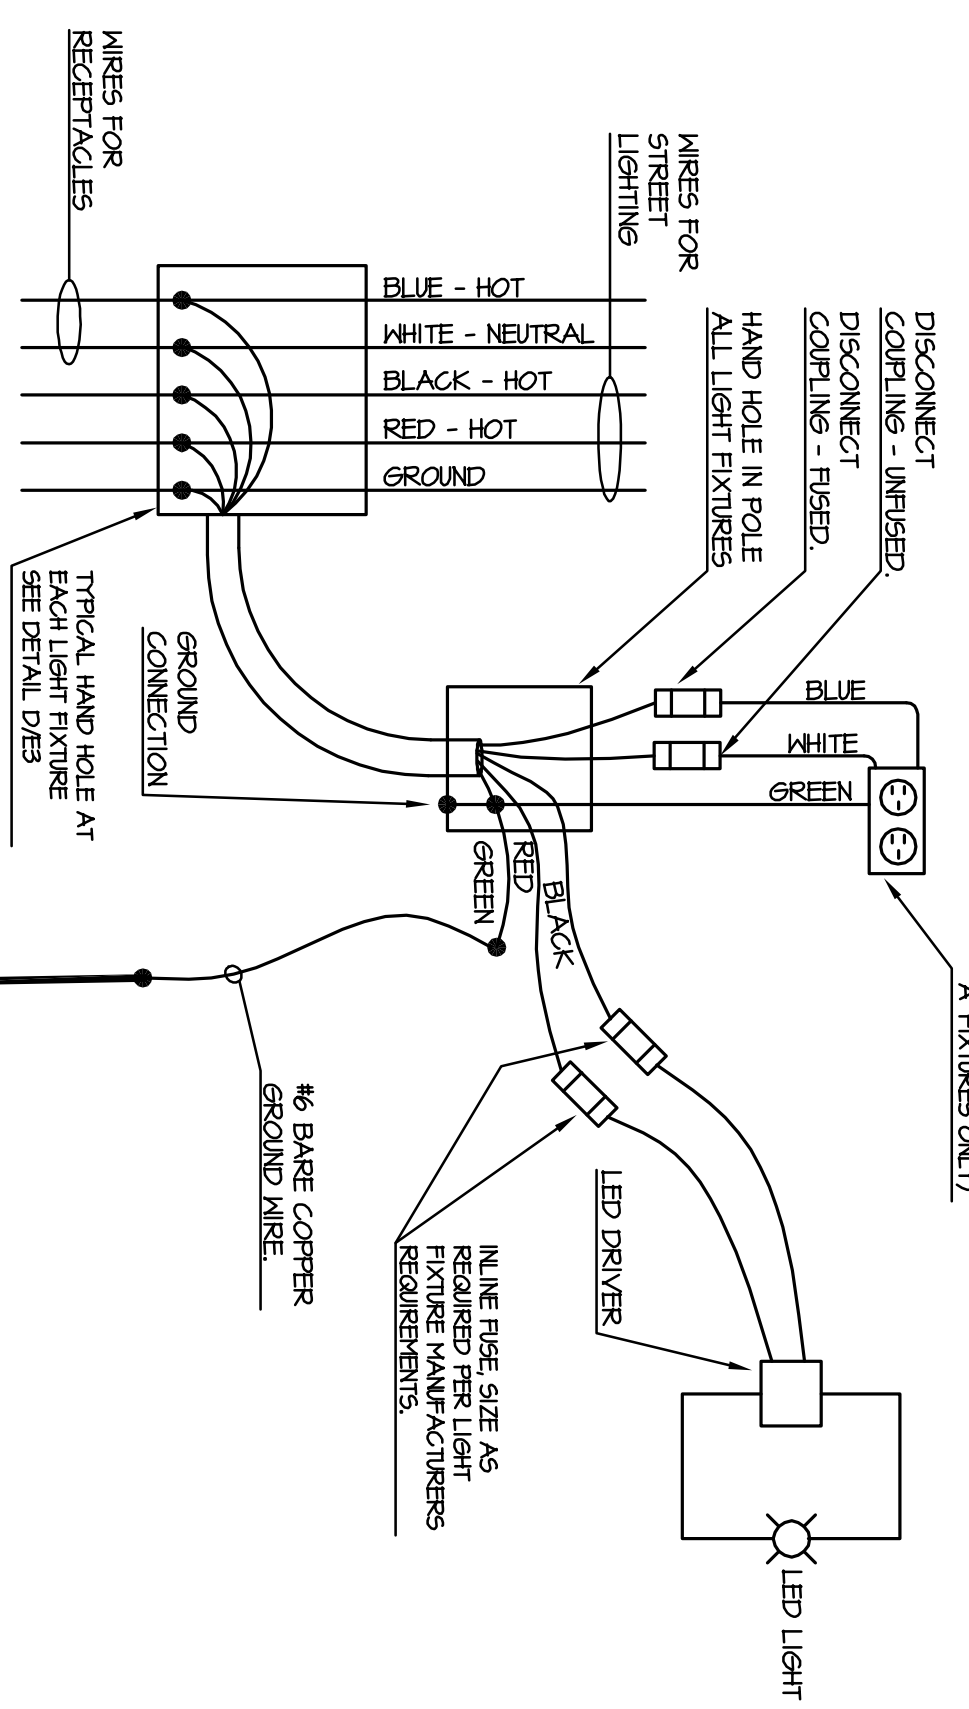 WIRES FOR
RECEPTACLES
WIRES FOR
STREET
LIGHTING
BLUE - HOT
WHITE - NEUTRAL
BLACK - HOT
RED - HOT
GROUND
DISCONNECT
COUPLING - UNFUSED.
DISCONNECT
COUPLING - FUSED.
HAND HOLE IN POLE
ALL LIGHT FIXTURES
TYPICAL HAND HOLE AT
EACH LIGHT FIXTURE
SEE DETAIL D/E3
GROUND
CONNECTION
BLUE
WHITE
GREEN
RED
GREEN
BLACK
A FIXTURES ONLY)
#6 BARE COPPER
GROUND WIRE.
LED DRIVER
INLINE FUSE, SIZE AS
REQUIRED PER LIGHT
FIXTURE MANUFACTURERS
REQUIREMENTS.
LED LIGHT